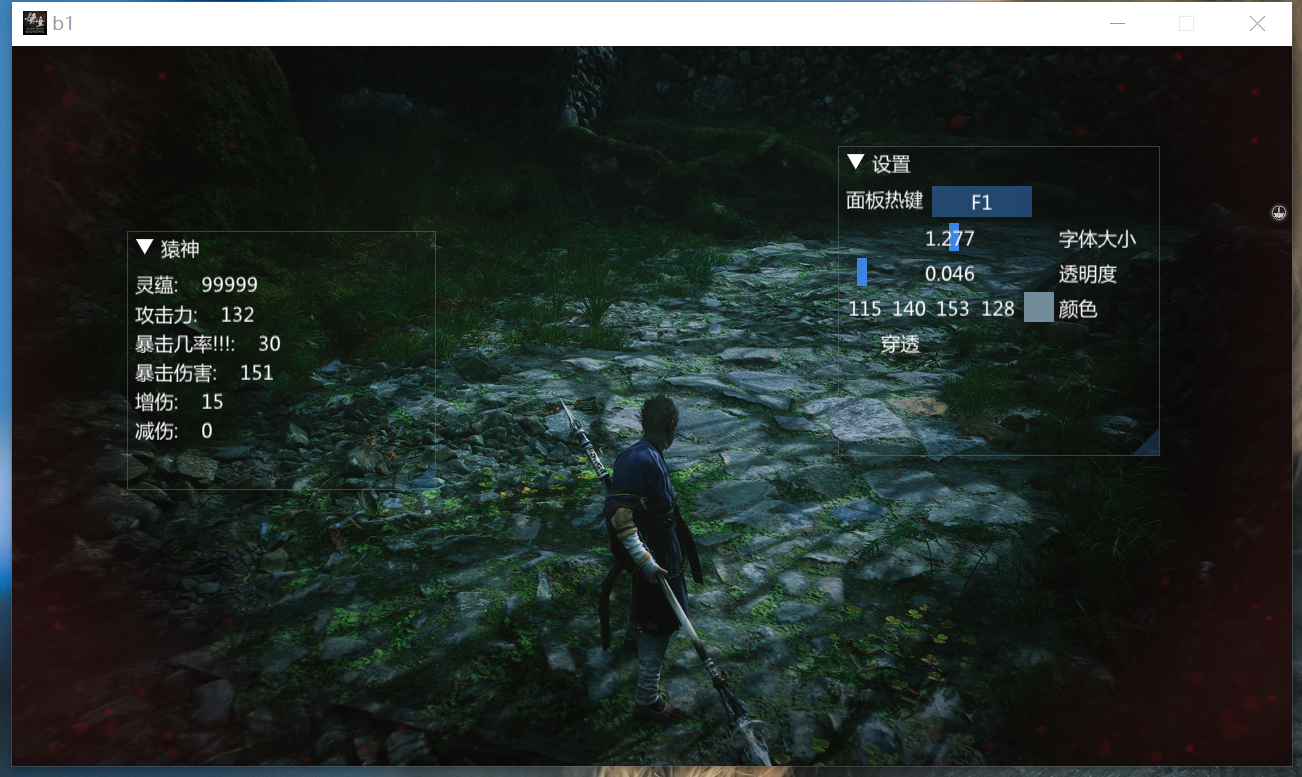 b1
猿神
灵蕴: 99999
攻击力: 132
暴击几率!!!: 30
暴击伤害: 151
增伤: 15
减伤: 0
设置
面板热键 F1
1.277 字体大小
0.046 透明度
115 140 153 128 颜色
穿透